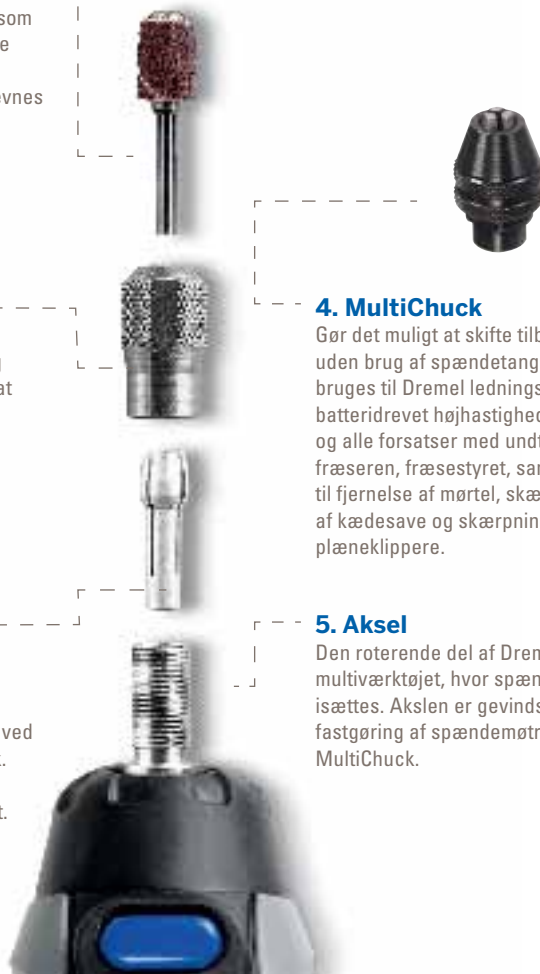 som
e
evnes
at
ved
t.
4. MultiChuck
Gør det muligt at skifte tilb
uden brug af spændetang
bruges til Dremel lednings
batteridrevet højhastighed
og alle forsatser med undt
fræseren, fræsestyret, sam
til fjernelse af mørtel, skæ
af kædesave og skærpnin
plæneklippere.
5. Aksel
Den roterende del af Drem
multiværktøjet, hvor spæn
isættes. Akslen er gevinds
fastgøring af spændemøtr
MultiChuck.